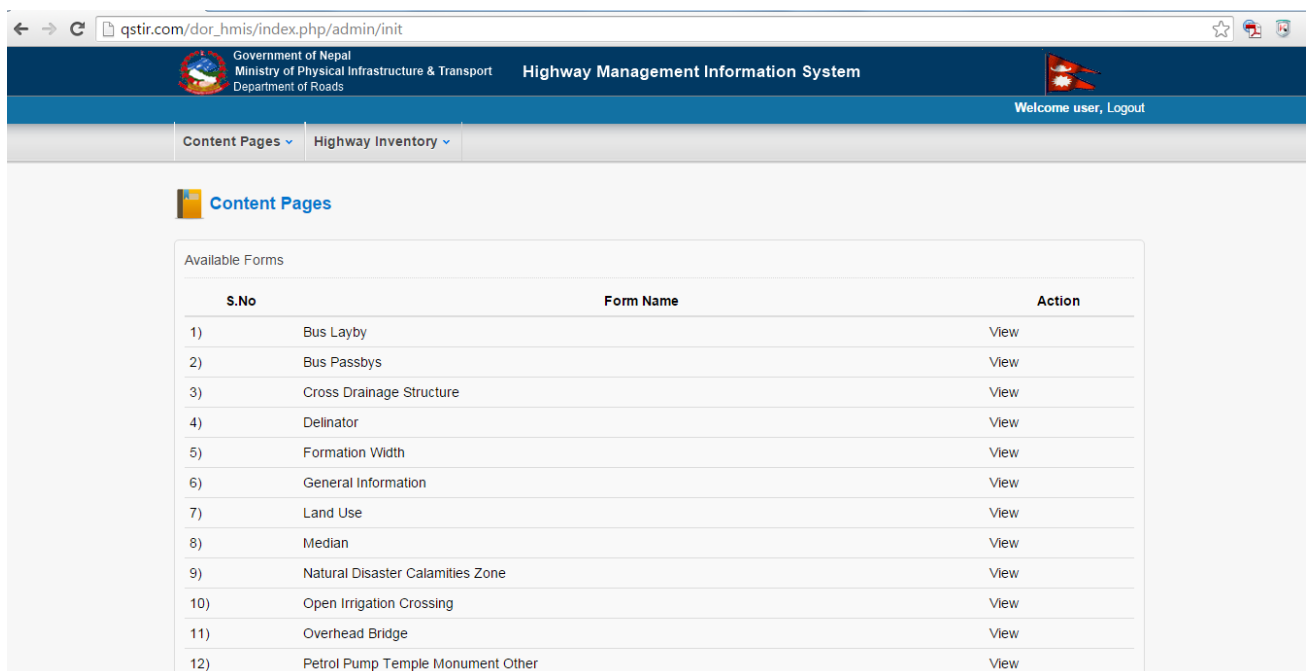 qstir.com/dor_hmis/index.php/admin/init
Government of Nepal
Ministry of Physical Infrastructure & Transport
Department of Roads
Highway Management Information System
Welcome user, Logout
Content Pages
Highway Inventory
Content Pages
Available Forms
S.No Form Name Action
1) Bus Layby View
2) Bus Passbys View
3) Cross Drainage Structure View
4) Delinator View
5) Formation Width View
6) General Information View
7) Land Use View
8) Median View
9) Natural Disaster Calamities Zone View
10) Open Irrigation Crossing View
11) Overhead Bridge View
12) Petrol Pump Temple Monument Other View